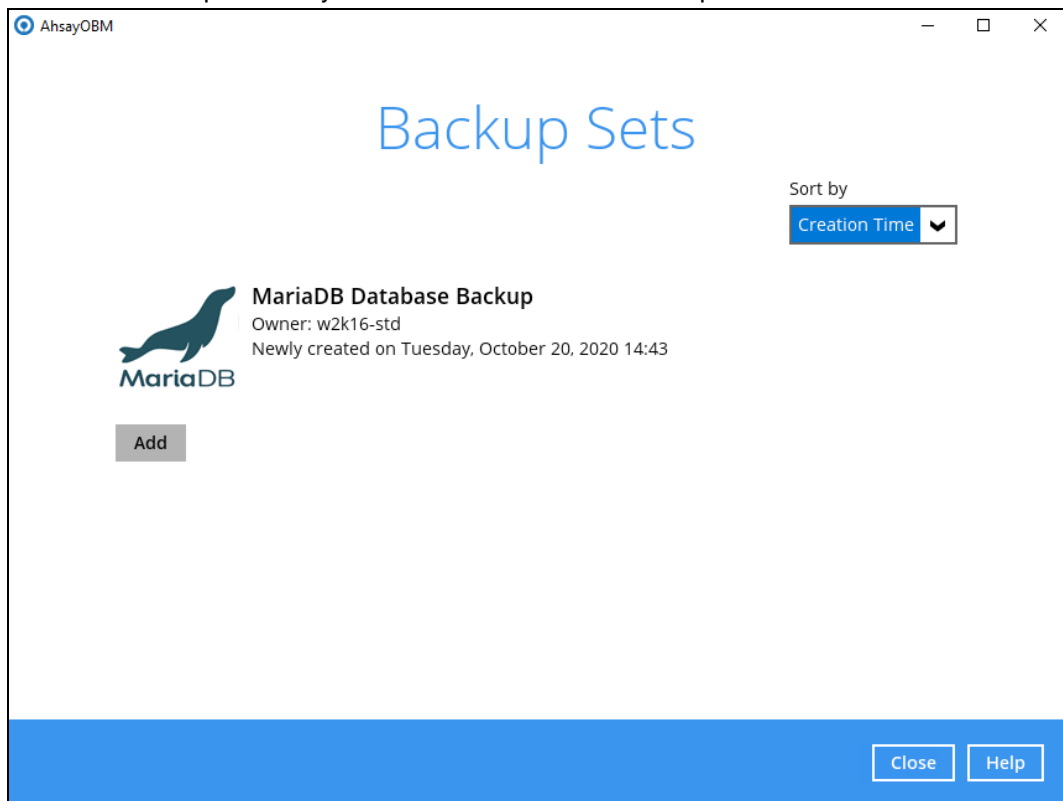 AhsayOBM
Backup Sets
Sort by
Creation Time
MariaDB Database Backup
Owner: w2k16-std
Newly created on Tuesday, October 20, 2020 14:43
MariaDB
Add
Close Help